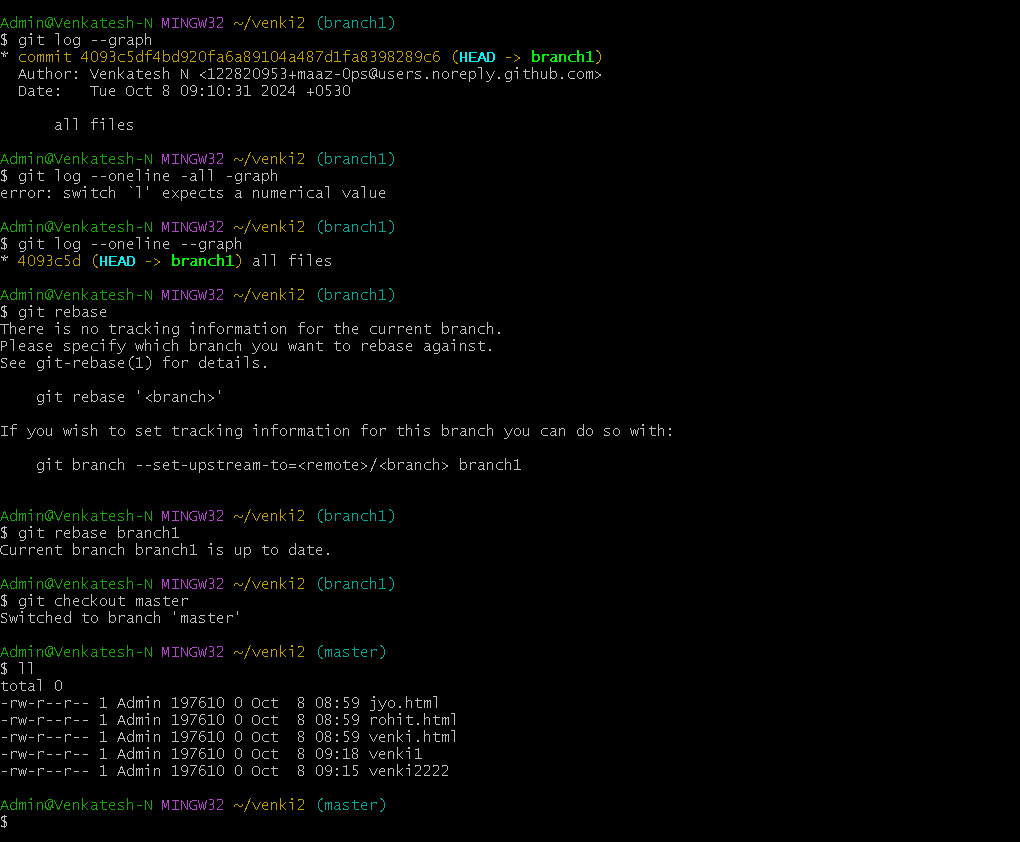 Admin@Venkatesh-N MINGW32 ~/venki2 (branch1)
$ git log --graph
* commit 4093c5df4bd920fa6a89104a487d1fa8398289c6 (HEAD -> branch1)
  Author: Venkatesh N <122820953+maaz-0ps@users.noreply.github.com>
  Date:   Tue Oct 8 09:10:31 2024 +0530

      all files

Admin@Venkatesh-N MINGW32 ~/venki2 (branch1)
$ git log --oneline -all -graph
error: switch `l' expects a numerical value

Admin@Venkatesh-N MINGW32 ~/venki2 (branch1)
$ git log --oneline --graph
* 4093c5d (HEAD -> branch1) all files

Admin@Venkatesh-N MINGW32 ~/venki2 (branch1)
$ git rebase
There is no tracking information for the current branch.
Please specify which branch you want to rebase against.
See git-rebase(1) for details.

    git rebase '<branch>'

If you wish to set tracking information for this branch you can do so with:

    git branch --set-upstream-to=<remote>/<branch> branch1


Admin@Venkatesh-N MINGW32 ~/venki2 (branch1)
$ git rebase branch1
Current branch branch1 is up to date.

Admin@Venkatesh-N MINGW32 ~/venki2 (branch1)
$ git checkout master
Switched to branch 'master'

Admin@Venkatesh-N MINGW32 ~/venki2 (master)
$ ll
total 0
-rw-r--r-- 1 Admin 197610 0 Oct  8 08:59 jyo.html
-rw-r--r-- 1 Admin 197610 0 Oct  8 08:59 rohit.html
-rw-r--r-- 1 Admin 197610 0 Oct  8 08:59 venki.html
-rw-r--r-- 1 Admin 197610 0 Oct  8 09:18 venki1
-rw-r--r-- 1 Admin 197610 0 Oct  8 09:15 venki2222

Admin@Venkatesh-N MINGW32 ~/venki2 (master)
$